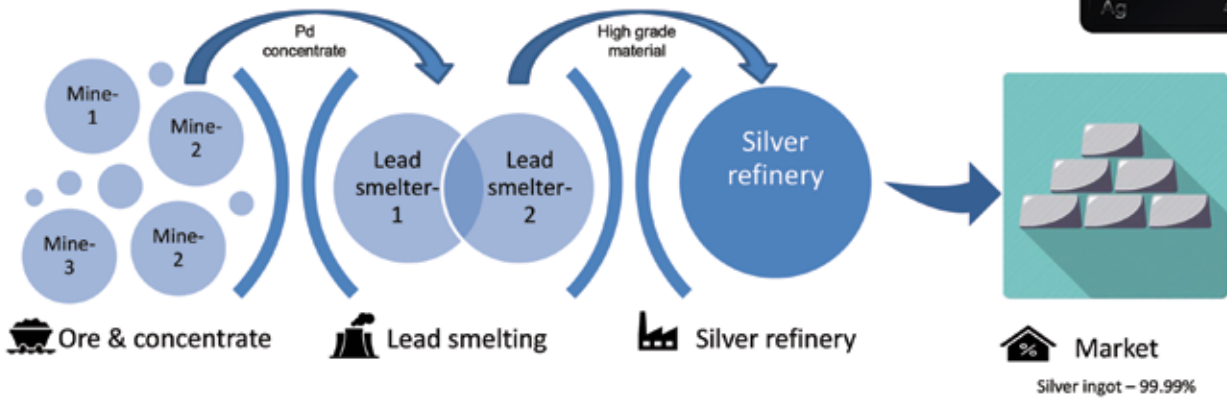 Ag
Pd
concentrate
High grade
material
Mine-
1
Mine-
2
Mine-
3
Mine-
2
Lead
smelter-
1
Lead
smelter-
2
Silver
refinery
Ore & concentrate
Lead smelting
Silver refinery
%
Market
Silver ingot – 99.99%